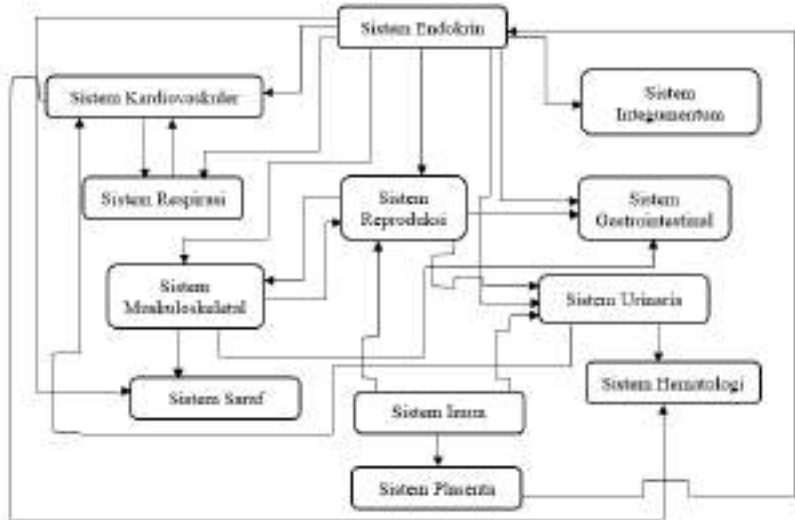 Sistem Endokrin
Sistem Kardiovaskuler
Sistem
Integumentum
Sistem Respirasi
Sistem
Reproduksi
Sistem
Gastrointestinal
Sistem
Muskuloskeletal
Sistem Urinaria
Sistem Saraf
Sistem Imun
Sistem Hematologi
Sistem Plasenta